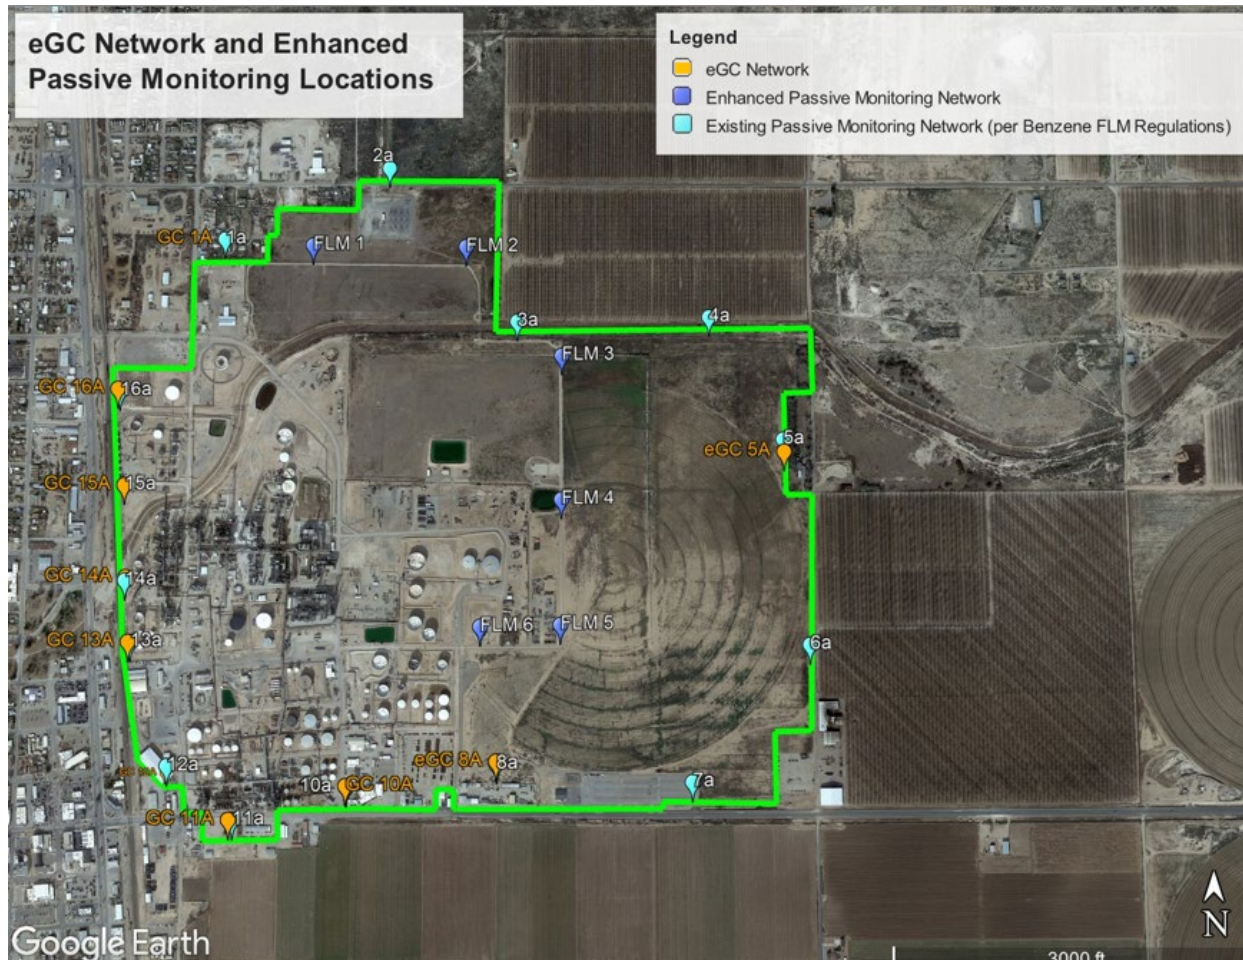 eGC Network and Enhanced
Passive Monitoring Locations
Legend
eGC Network
Enhanced Passive Monitoring Network
Existing Passive Monitoring Network (per Benzene FLM Regulations)
2a
GC 1A 1a
FLM 1
FLM 2
3a
4a
FLM 3
GC 16A 16a
5a
eGC 5A
GC 15A 15a
FLM 4
GC 14A 14a
GC 13A 13a
FLM 6
FLM 5
6a
eGC 8A 8a
12a
10a GC 10A
7a
GC 11A 11a
N
Google Earth
3000 ft